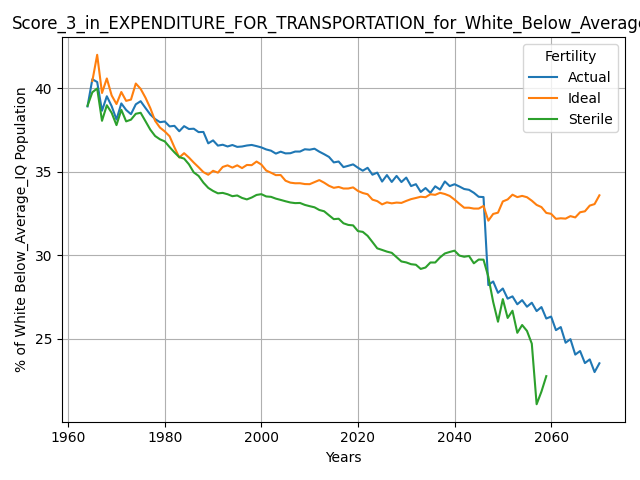 Score_3_in_EXPENDITURE_FOR_TRANSPORTATION_for_White_Below_Average
% of White Below_Average_IQ Population
40
35
30
25
Fertility
Actual
Ideal
Sterile
1960 1980 2000 2020 2040 2060
Years